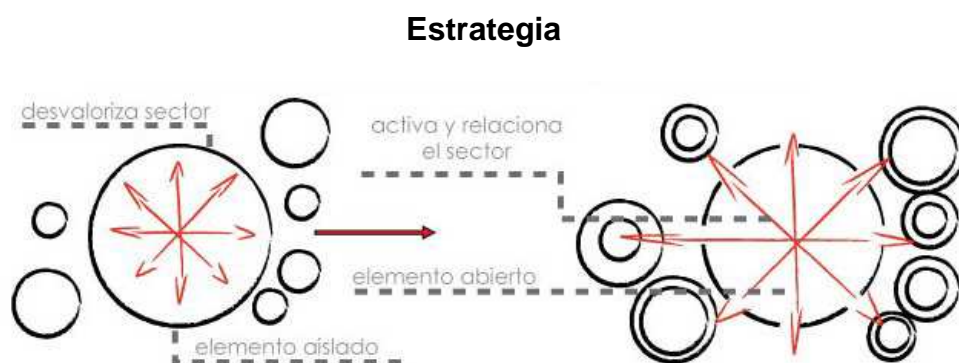 Estrategia
desvaloriza sector
activa y relaciona
el sector
elemento abierto
elemento aislado